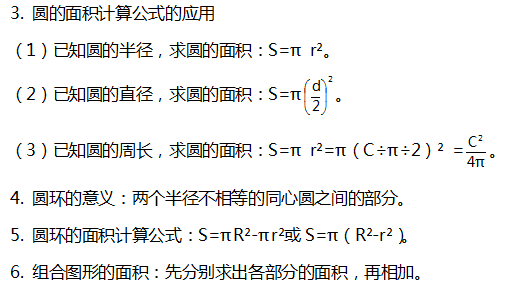 3. 圆的面积计算公式的应用
（1）已知圆的半径，求圆的面积：S=π r²。
（2）已知圆的直径，求圆的面积：S=π(d/2)²。
（3）已知圆的周长，求圆的面积：S=π r²=π（C÷π÷2）² =C²/4π。
4. 圆环的意义：两个半径不相等的同心圆之间的部分。
5. 圆环的面积计算公式：S=πR²-πr²或 S=π（R²-r²）。
6. 组合图形的面积：先分别求出各部分的面积，再相加。